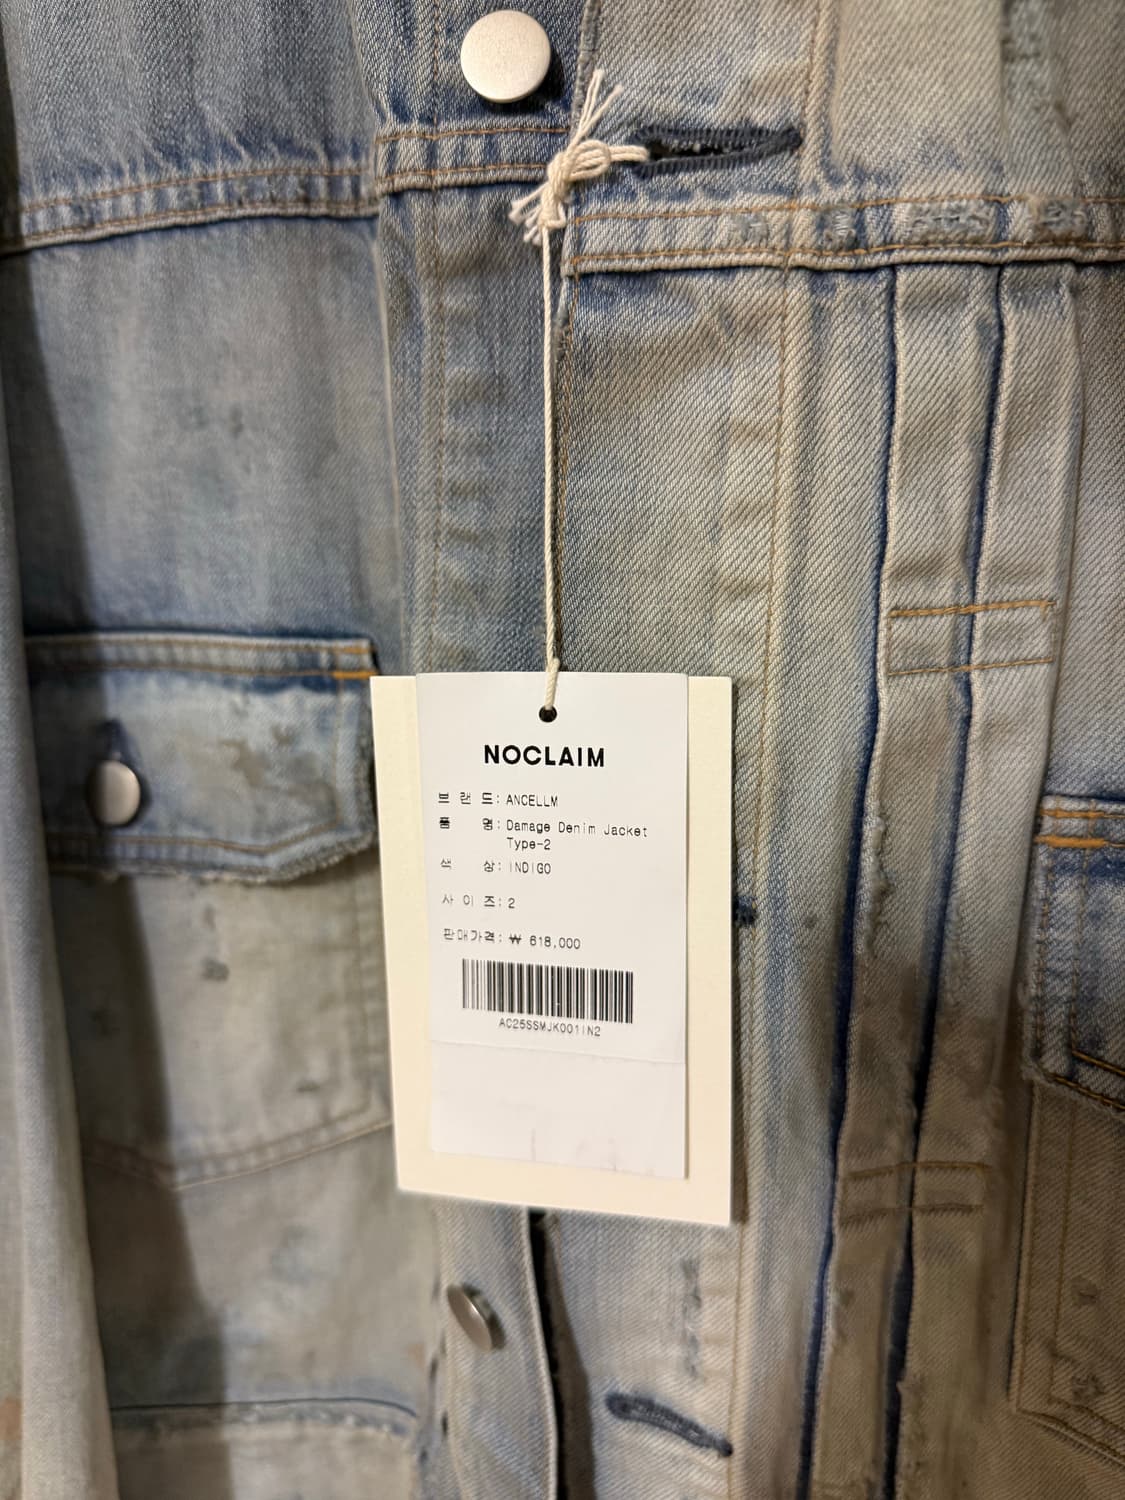 NOCLAIM
브 랜 드: ANCELLM
품 명: Damage Denim Jacket
Type-2
색 상: INDIGO
사 이 즈: 2
판매가격: ₩ 618,000
AC25SSMJK001IN2